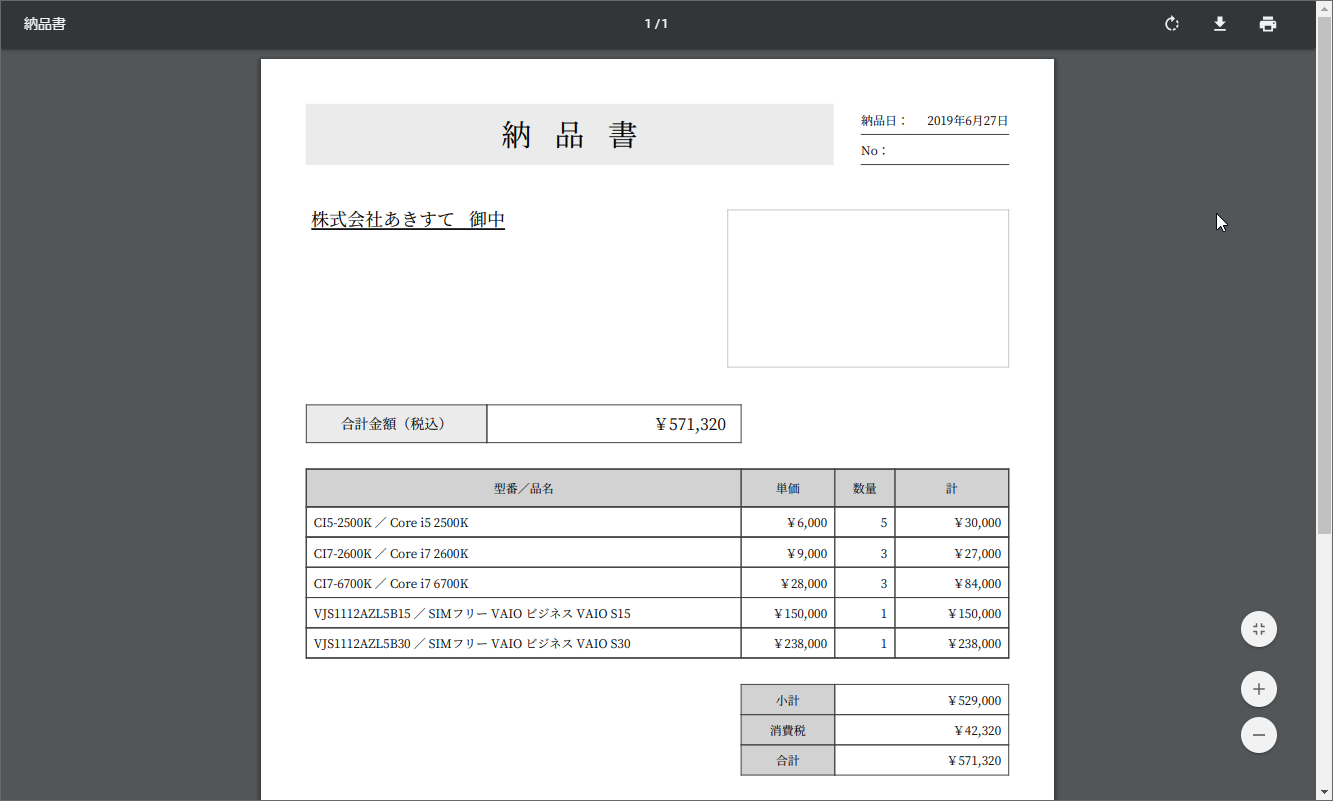 納品書
1 / 1
納 品 書
納品日： 2019年6月27日
No：
株式会社あきすて 御中
合計金額（税込） ￥571,320
型番／品名 単価 数量 計
CI5-2500K ／ Core i5 2500K ￥6,000 5 ￥30,000
CI7-2600K ／ Core i7 2600K ￥9,000 3 ￥27,000
CI7-6700K ／ Core i7 6700K ￥28,000 3 ￥84,000
VJS1112AZL5B15 ／ SIMフリー VAIO ビジネス VAIO S15 ￥150,000 1 ￥150,000
VJS1112AZL5B30 ／ SIMフリー VAIO ビジネス VAIO S30 ￥238,000 1 ￥238,000
小計 ￥529,000
消費税 ￥42,320
合計 ￥571,320